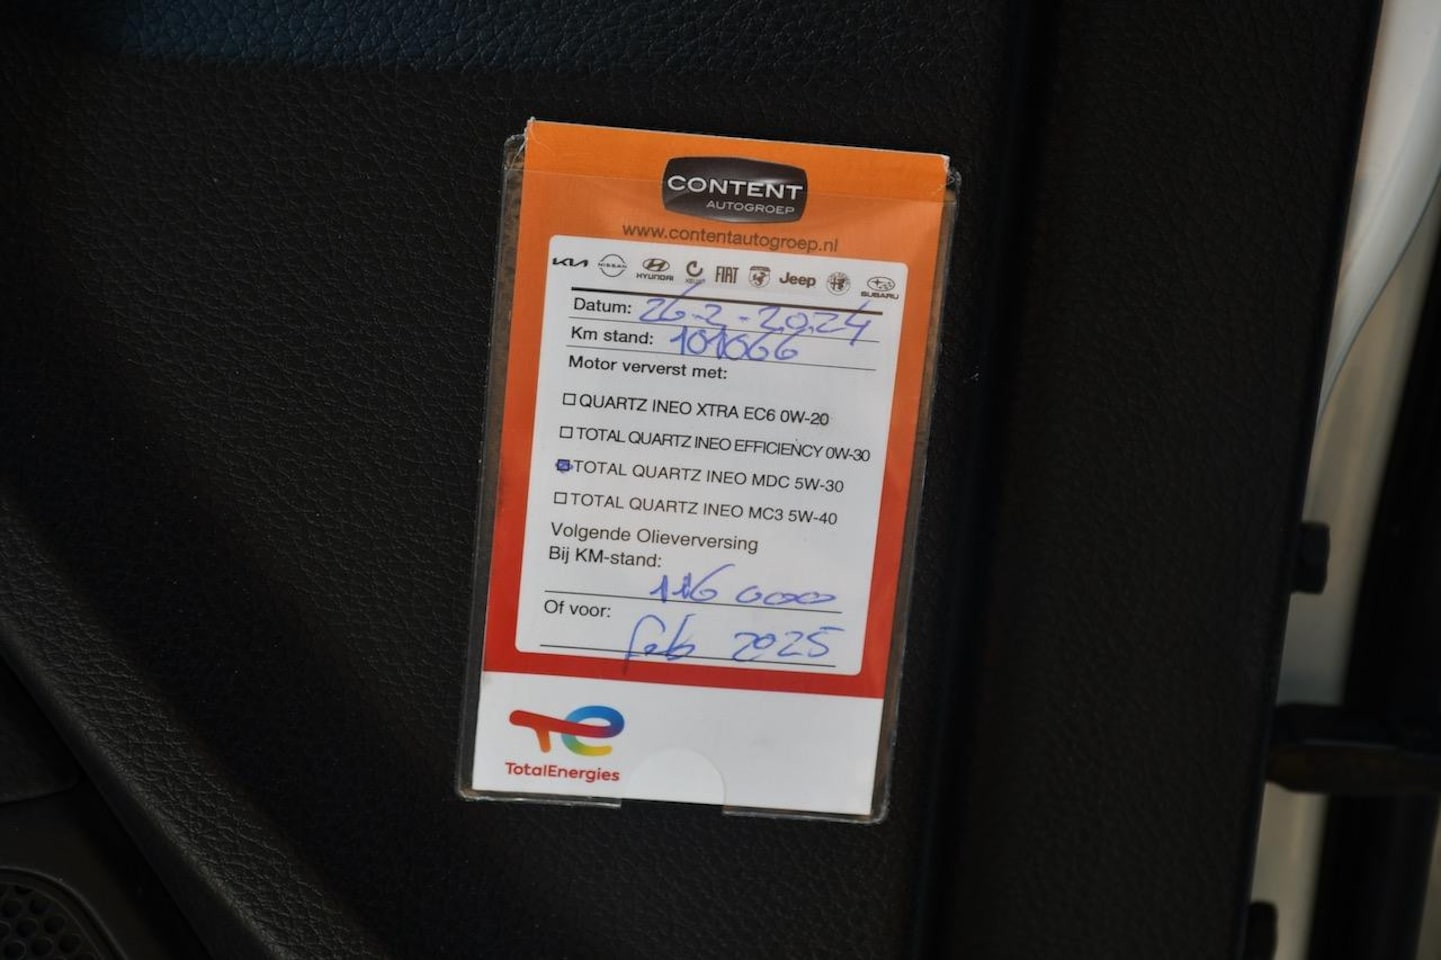 CONTENT
AUTOGROEP
www.contentautogroep.nl
KIA NISSAN HYUNDAI FIAT Jeep SUBARU
Datum: 26-2-2024
Km stand: 101066
Motor ververst met:
QUARTZ INEO XTRA EC6 0W-20
TOTAL QUARTZ INEO EFFICIENCY 0W-30
TOTAL QUARTZ INEO MDC 5W-30
TOTAL QUARTZ INEO MC3 5W-40
Volgende Olieverversing
Bij KM-stand:
116 000
Of voor:
feb 2025
TotalEnergies